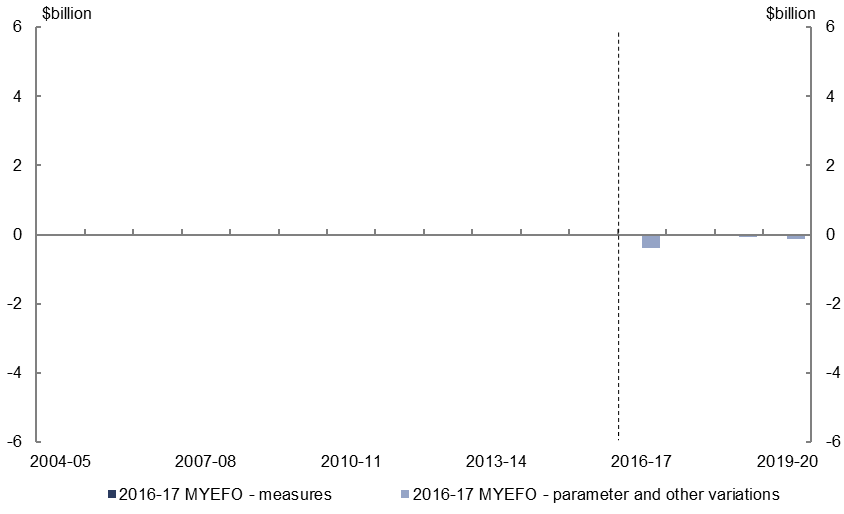 $billion $billion
6 6
4 4
2 2
0 0
-2 -2
-4 -4
-6 -6
2004-05 2007-08 2010-11 2013-14 2016-17 2019-20
2016-17 MYEFO - measures 2016-17 MYEFO - parameter and other variations